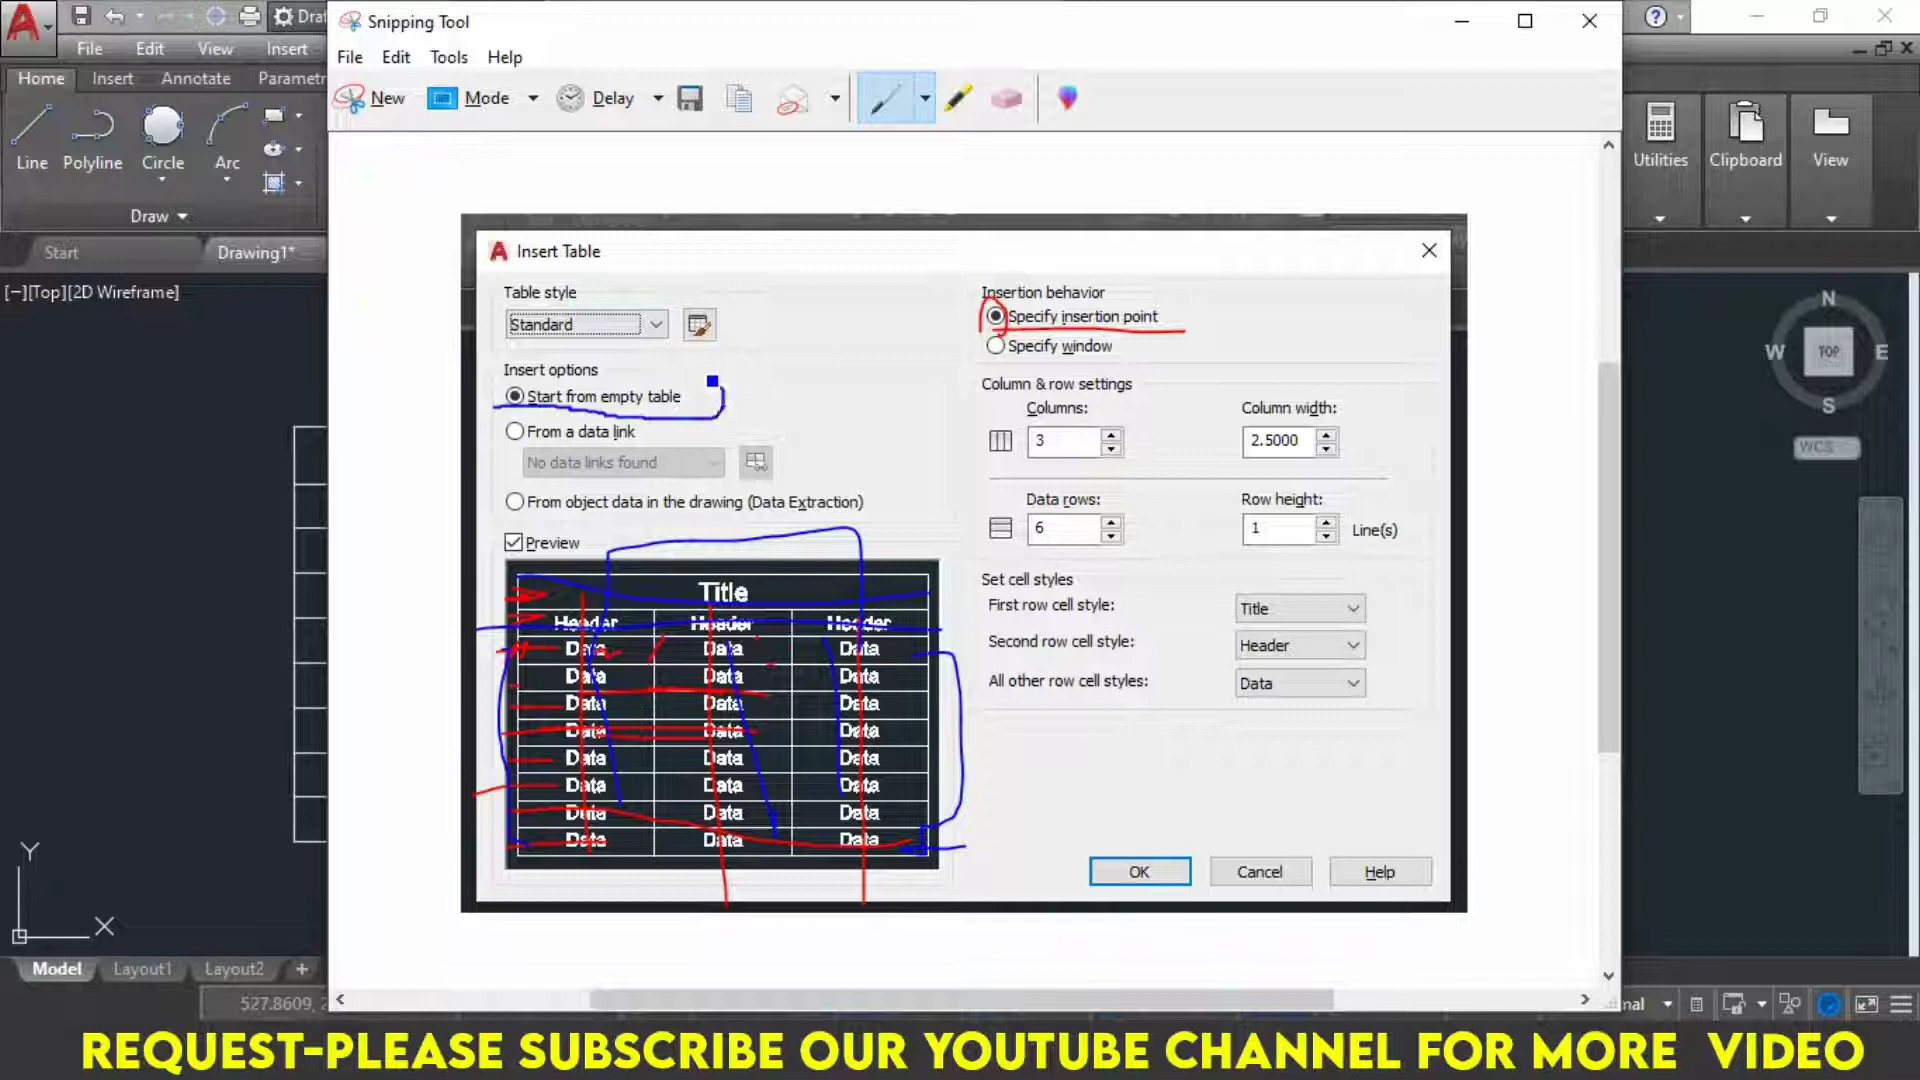 Draf
Snipping Tool
File Edit View Insert
File Edit Tools Help
Home Insert Annotate Parametr
New Mode Delay
Line Polyline Circle Arc
Utilities Clipboard View
Draw
Start Drawing1*
[−][Top][2D Wireframe]
Insert Table
Table style
Standard
Insert options
Start from empty table
From a data link
No data links found
From object data in the drawing (Data Extraction)
Preview
Title
Header Header Header
Data Data Data
Data Data Data
Data Data Data
Data Data Data
Data Data Data
Data Data Data
Data Data Data
Data Data Data
Insertion behavior
Specify insertion point
Specify window
Column & row settings
Columns: Column width:
3 2.5000
Data rows: Row height:
6 1 Line(s)
Set cell styles
First row cell style: Title
Second row cell style: Header
All other row cell styles: Data
OK Cancel Help
N
W TOP E
S
WCS
Y
X
Model Layout1 Layout2 +
527.8609, 2
REQUEST-PLEASE SUBSCRIBE OUR YOUTUBE CHANNEL FOR MORE VIDEO